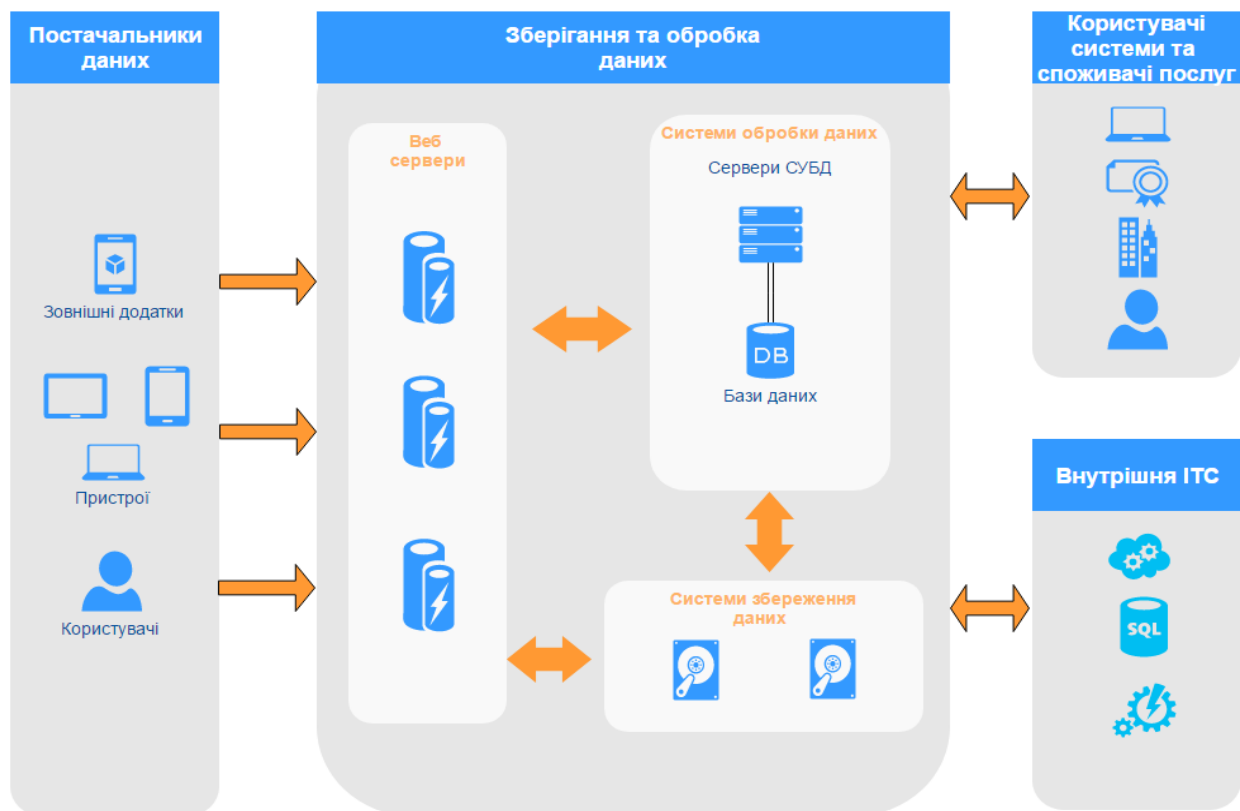 Постачальники
даних
Зовнішні додатки
Пристрої
Користувачі
Зберігання та обробка
даних
Веб
сервери
Системи обробки даних
Сервери СУБД
DB
Бази даних
Системи збереження
даних
Користувачі
системи та
споживачі послуг
Внутрішня ІТС
SQL